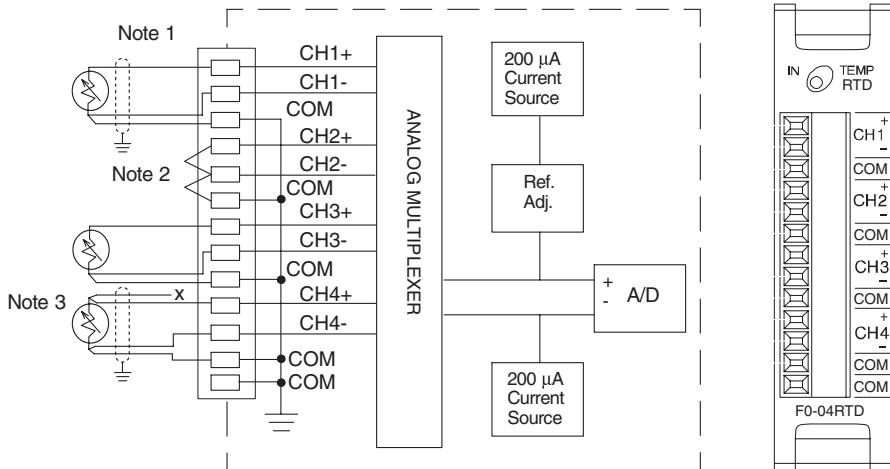 Note 1
Note 2
Note 3
x
CH1+
CH1-
COM
CH2+
CH2-
COM
CH3+
CH3-
COM
CH4+
CH4-
COM
COM
ANALOG MULTIPLEXER
200 µA
Current
Source
Ref.
Adj.
+
-
A/D
200 µA
Current
Source
IN
TEMP
RTD
+
CH1
–
COM
+
CH2
–
COM
+
CH3
–
COM
+
CH4
–
COM
COM
F0-04RTD